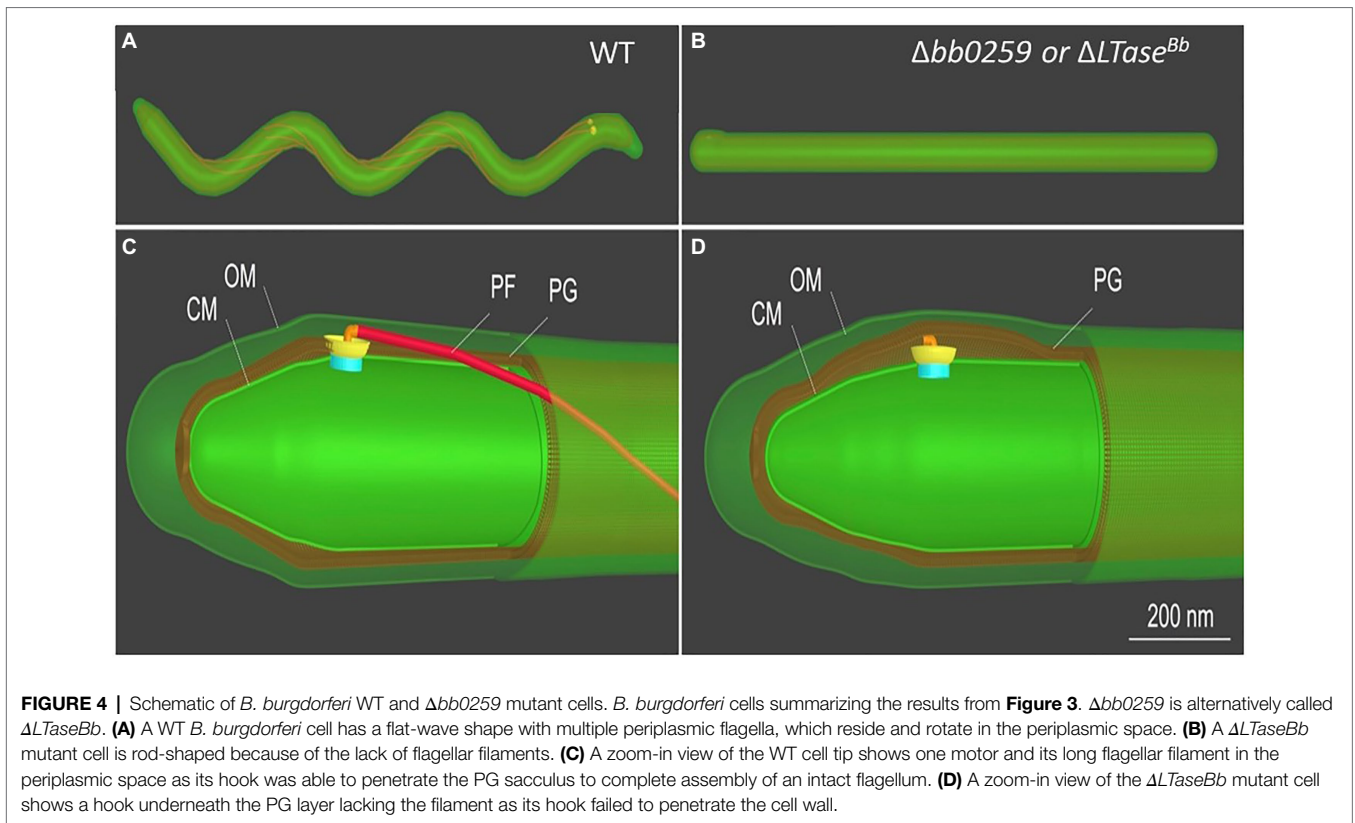 A
WT
B
Δbb0259 or ΔLTase^Bb
C
OM
CM
PF
PG
D
OM
CM
PG
200 nm
FIGURE 4 | Schematic of B. burgdorferi WT and Δbb0259 mutant cells. B. burgdorferi cells summarizing the results from Figure 3. Δbb0259 is alternatively called
ΔLTaseBb. (A) A WT B. burgdorferi cell has a flat-wave shape with multiple periplasmic flagella, which reside and rotate in the periplasmic space. (B) A ΔLTaseBb
mutant cell is rod-shaped because of the lack of flagellar filaments. (C) A zoom-in view of the WT cell tip shows one motor and its long flagellar filament in the
periplasmic space as its hook was able to penetrate the PG sacculus to complete assembly of an intact flagellum. (D) A zoom-in view of the ΔLTaseBb mutant cell
shows a hook underneath the PG layer lacking the filament as its hook failed to penetrate the cell wall.